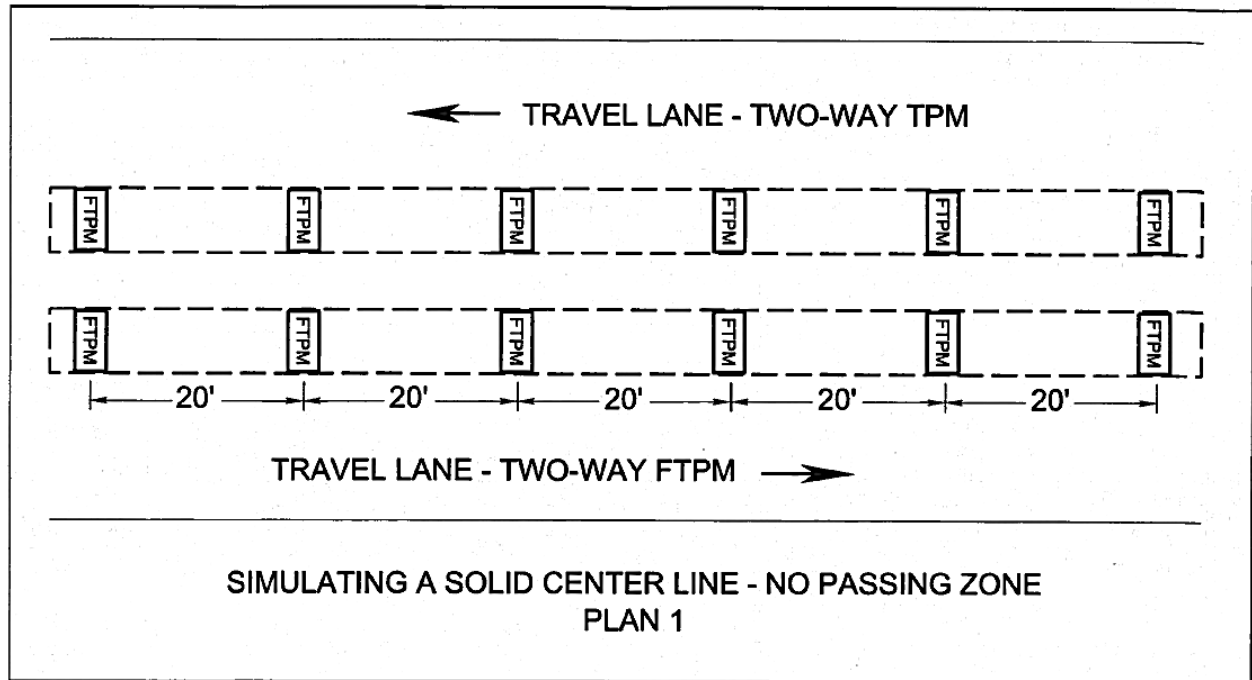 TRAVEL LANE - TWO-WAY TPM
FTPM FTPM FTPM FTPM FTPM FTPM
FTPM FTPM FTPM FTPM FTPM FTPM
20' 20' 20' 20' 20'
TRAVEL LANE - TWO-WAY FTPM
SIMULATING A SOLID CENTER LINE - NO PASSING ZONE
PLAN 1